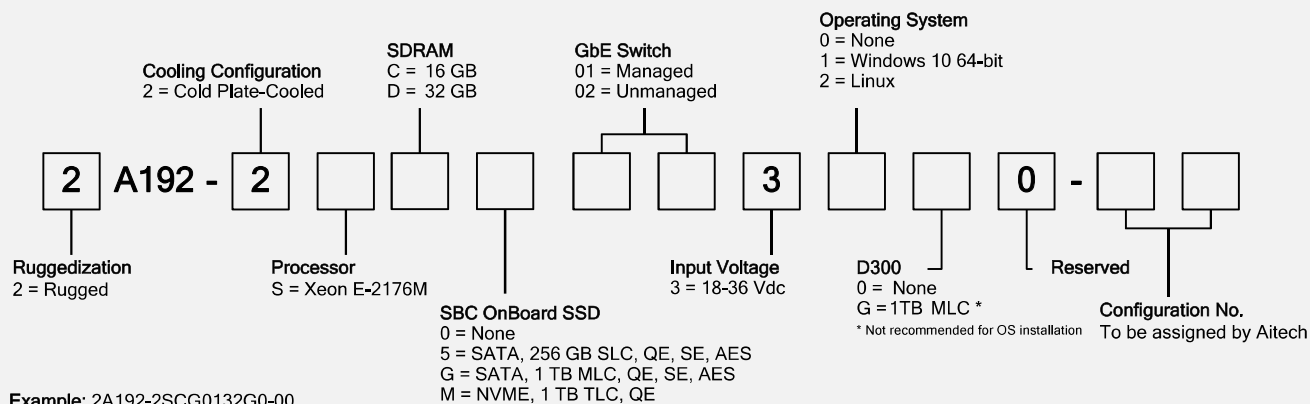 Operating System
0 = None
1 = Windows 10 64-bit
2 = Linux
SDRAM
C = 16 GB
D = 32 GB
GbE Switch
01 = Managed
02 = Unmanaged
Cooling Configuration
2 = Cold Plate-Cooled
2 A192 - 2 3 0 -
Ruggedization
2 = Rugged
Processor
S = Xeon E-2176M
Input Voltage
3 = 18-36 Vdc
D300
0 = None
G = 1TB MLC *
* Not recommended for OS installation
Reserved
Configuration No.
To be assigned by Aitech
SBC OnBoard SSD
0 = None
5 = SATA, 256 GB SLC, QE, SE, AES
G = SATA, 1 TB MLC, QE, SE, AES
M = NVME, 1 TB TLC, QE
Example: 2A192-2SCG0132G0-00